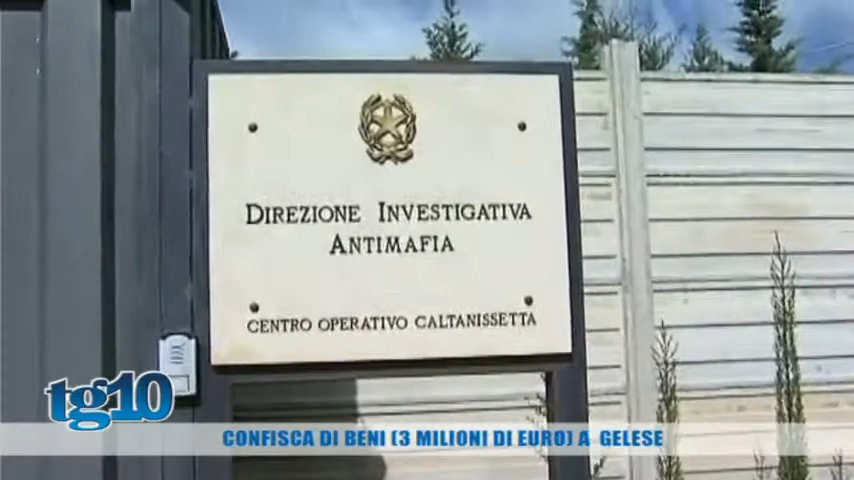 DIREZIONE INVESTIGATIVA
ANTIMAFIA
CENTRO OPERATIVO CALTANISSETTA
tg10
CONFISCA DI BENI (3 MILIONI DI EURO) A GELESE